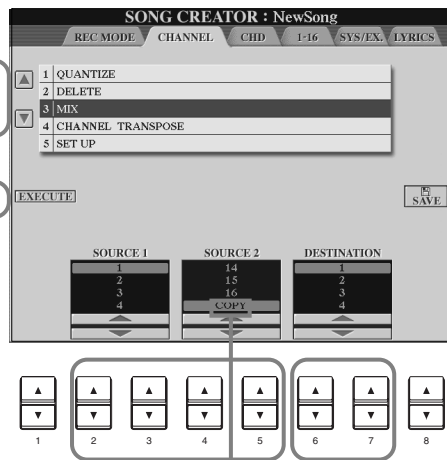 SONG CREATOR : NewSong
REC MODE CHANNEL CHD 1-16 SYS/EX. LYRICS
1 QUANTIZE
2 DELETE
3 MIX
4 CHANNEL TRANSPOSE
5 SET UP
EXECUTE
SAVE
SOURCE 1 SOURCE 2 DESTINATION
1 14 1
2 15 2
3 16 3
4 COPY 4
1 2 3 4 5 6 7 8